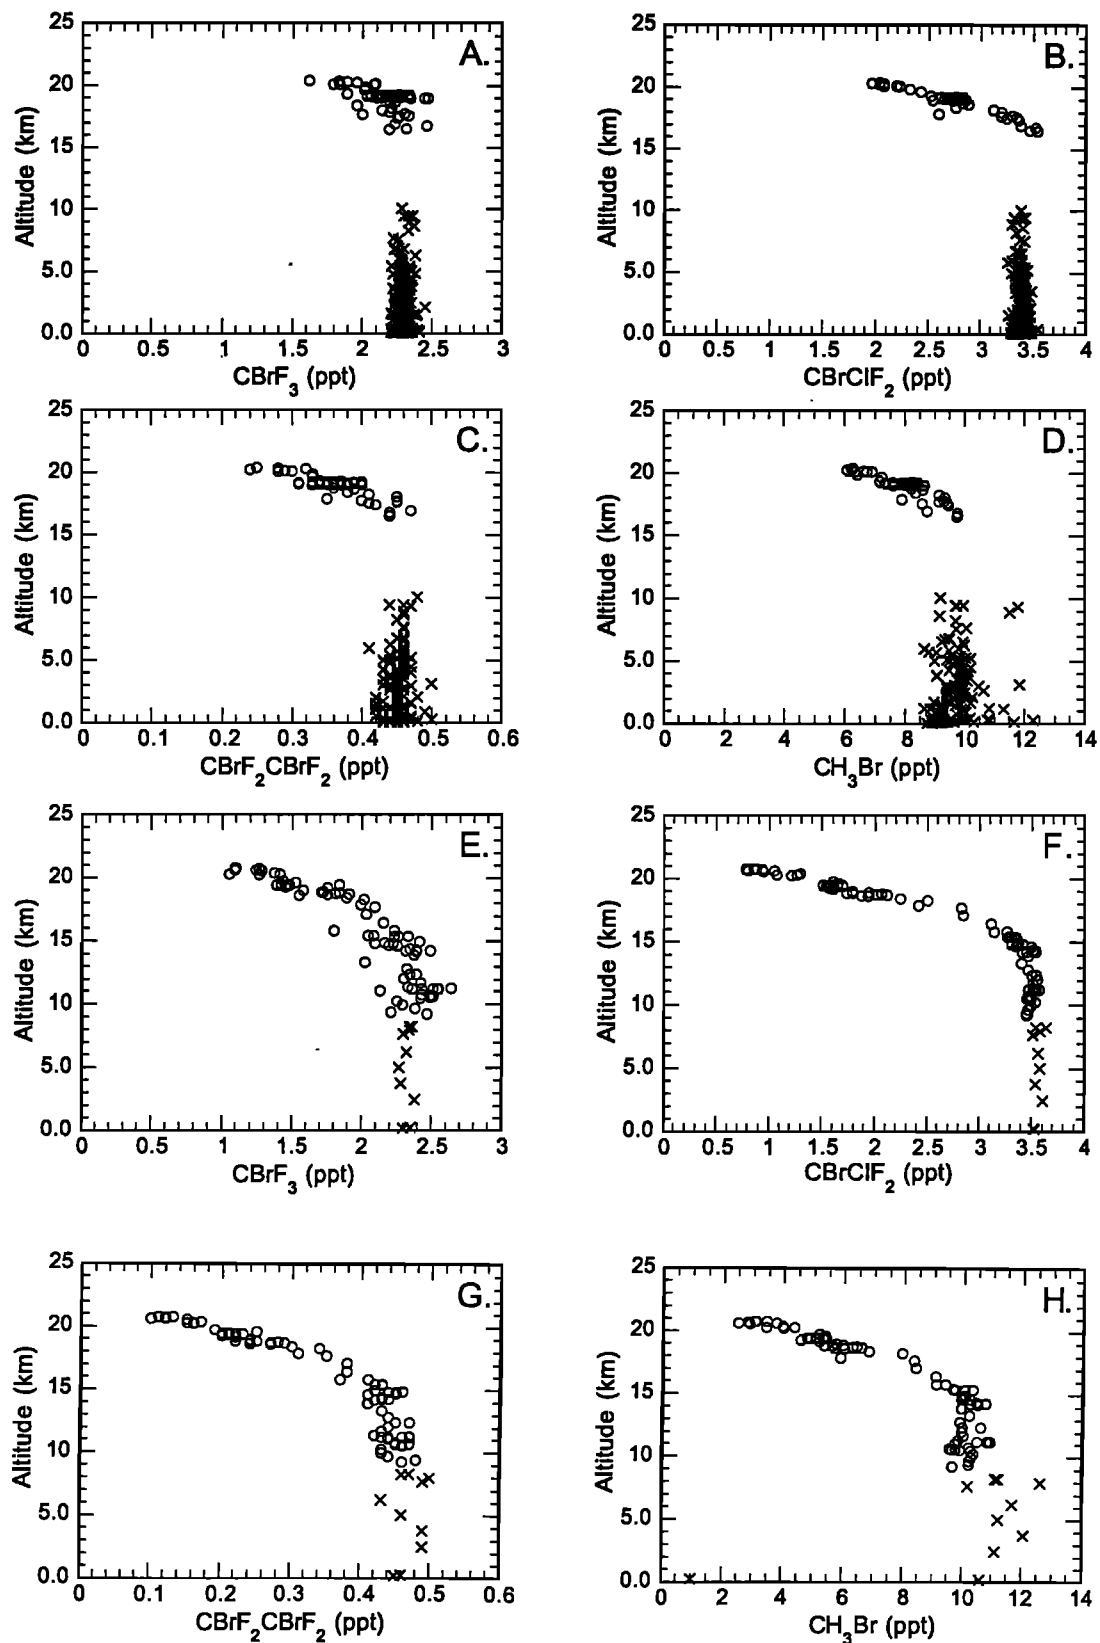 25
20
15
10
5.0
0.0
Altitude (km)
A.
0 0.5 1 1.5 2 2.5 3
CBrF3 (ppt)
25
20
15
10
5.0
0.0
Altitude (km)
B.
0 0.5 1 1.5 2 2.5 3 3.5 4
CBrClF2 (ppt)
25
20
15
10
5.0
0.0
Altitude (km)
C.
0 0.1 0.2 0.3 0.4 0.5 0.6
CBrF2CBrF2 (ppt)
25
20
15
10
5.0
0.0
Altitude (km)
D.
0 2 4 6 8 10 12 14
CH3Br (ppt)
25
20
15
10
5.0
0.0
Altitude (km)
E.
0 0.5 1 1.5 2 2.5 3
CBrF3 (ppt)
25
20
15
10
5.0
0.0
Altitude (km)
F.
0 0.5 1 1.5 2 2.5 3 3.5 4
CBrClF2 (ppt)
25
20
15
10
5.0
0.0
Altitude (km)
G.
0 0.1 0.2 0.3 0.4 0.5 0.6
CBrF2CBrF2 (ppt)
25
20
15
10
5.0
0.0
Altitude (km)
H.
0 2 4 6 8 10 12 14
CH3Br (ppt)